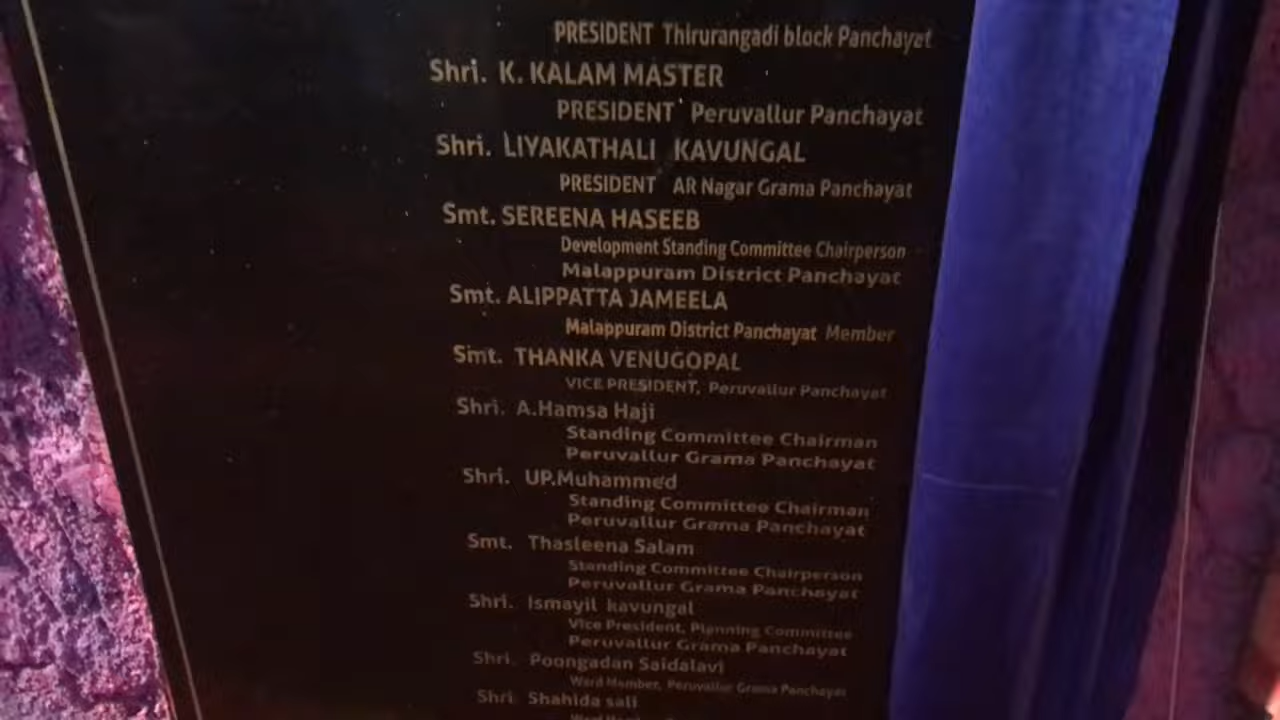 PRESIDENT Thirurangadi block Panchayat
Shri. K. KALAM MASTER
PRESIDENT Peruvallur Panchayat
Shri. LIYAKATHALI KAVUNGAL
PRESIDENT AR Nagar Grama Panchayat
Smt. SEREENA HASEEB
Development Standing Committee Chairperson
Malappuram District Panchayat
Smt. ALIPPATTA JAMEELA
Malappuram District Panchayat Member
Smt. THANKA VENUGOPAL
VICE PRESIDENT, Peruvallur Panchayat
Shri. A.Hamsa Haji
Standing Committee Chairman
Peruvallur Grama Panchayat
Shri. UP.Muhammed
Standing Committee Chairman
Peruvallur Grama Panchayat
Smt. Thasleena Salam
Standing Committee Chairperson
Peruvallur Grama Panchayat
Shri. Ismayil kavungal
Vice President, Planning Committee
Peruvallur Grama Panchayat
Shri. Poongadan Saidalavi
Ward Member, Peruvallur Grama Panchayat
Shri. Shahida sali